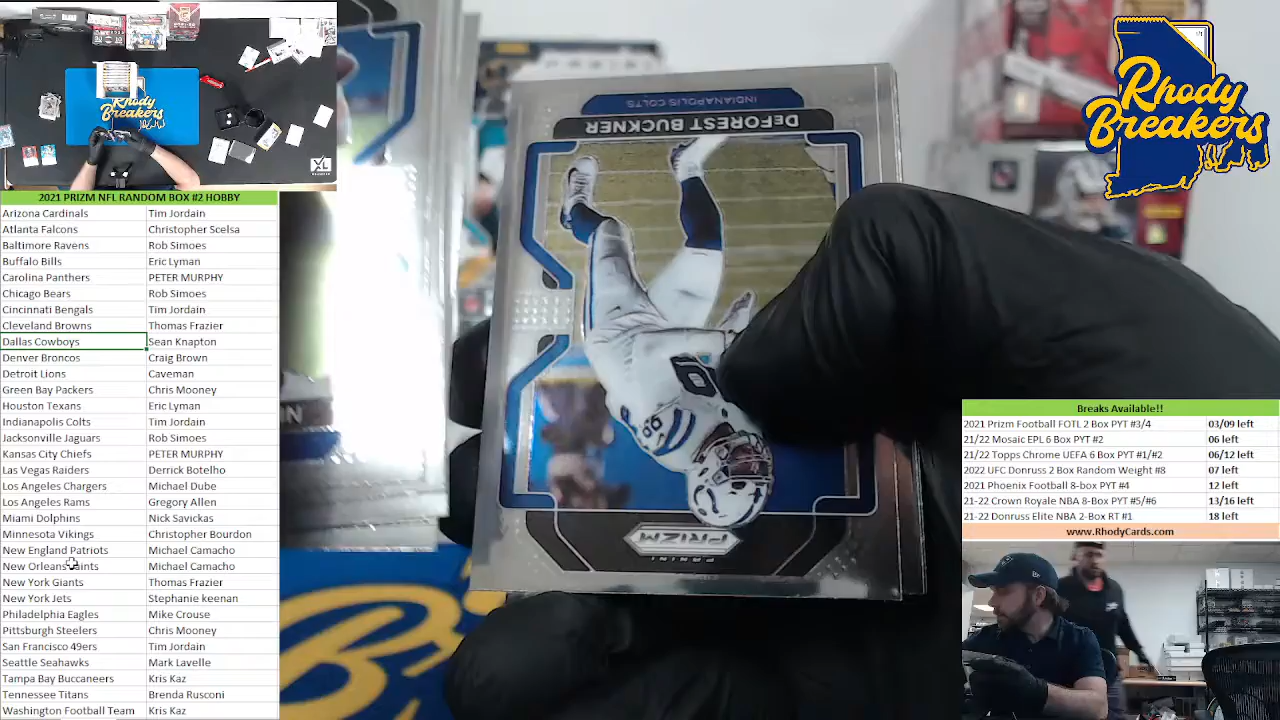 Rhody
Breakers
XL
2021 PRIZM NFL RANDOM BOX #2 HOBBY
Arizona Cardinals Tim Jordain
Atlanta Falcons Christopher Scelsa
Baltimore Ravens Rob Simoes
Buffalo Bills Eric Lyman
Carolina Panthers PETER MURPHY
Chicago Bears Rob Simoes
Cincinnati Bengals Tim Jordain
Cleveland Browns Thomas Frazier
Dallas Cowboys Sean Knapton
Denver Broncos Craig Brown
Detroit Lions Caveman
Green Bay Packers Chris Mooney
Houston Texans Eric Lyman
Indianapolis Colts Tim Jordain
Jacksonville Jaguars Rob Simoes
Kansas City Chiefs PETER MURPHY
Las Vegas Raiders Derrick Botelho
Los Angeles Chargers Michael Dube
Los Angeles Rams Gregory Allen
Miami Dolphins Nick Savickas
Minnesota Vikings Christopher Bourdon
New England Patriots Michael Camacho
New Orleans Saints Michael Camacho
New York Giants Thomas Frazier
New York Jets Stephanie keenan
Philadelphia Eagles Mike Crouse
Pittsburgh Steelers Chris Mooney
San Francisco 49ers Tim Jordain
Seattle Seahawks Mark Lavelle
Tampa Bay Buccaneers Kris Kaz
Tennessee Titans Brenda Rusconi
Washington Football Team Kris Kaz
INDIANAPOLIS COLTS
DEFOREST BUCKNER
99
PRIZM
Rhody
Breakers
Breaks Available!!
2021 Prizm Football FOTL 2 Box PYT #3/4 03/09 left
21/22 Mosaic EPL 6 Box PYT #2 06 left
21/22 Topps Chrome UEFA 6 Box PYT #1/#2 06/12 left
2022 UFC Donruss 2 Box Random Weight #8 07 left
2021 Phoenix Football 8-box PYT #4 12 left
21-22 Crown Royale NBA 8-Box PYT #5/#6 13/16 left
21-22 Donruss Elite NBA 2-Box RT #1 18 left
www.RhodyCards.com